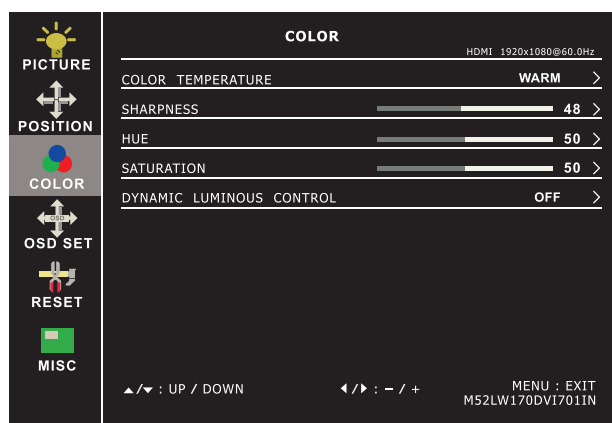 COLOR
HDMI 1920x1080@60.0Hz
PICTURE
POSITION
COLOR
OSD
OSD SET
RESET
MISC
COLOR TEMPERATURE WARM >
SHARPNESS 48 >
HUE 50 >
SATURATION 50 >
DYNAMIC LUMINOUS CONTROL OFF >
▲/▼ : UP / DOWN ◀/▶ : − / + MENU : EXIT
M52LW170DVI701IN